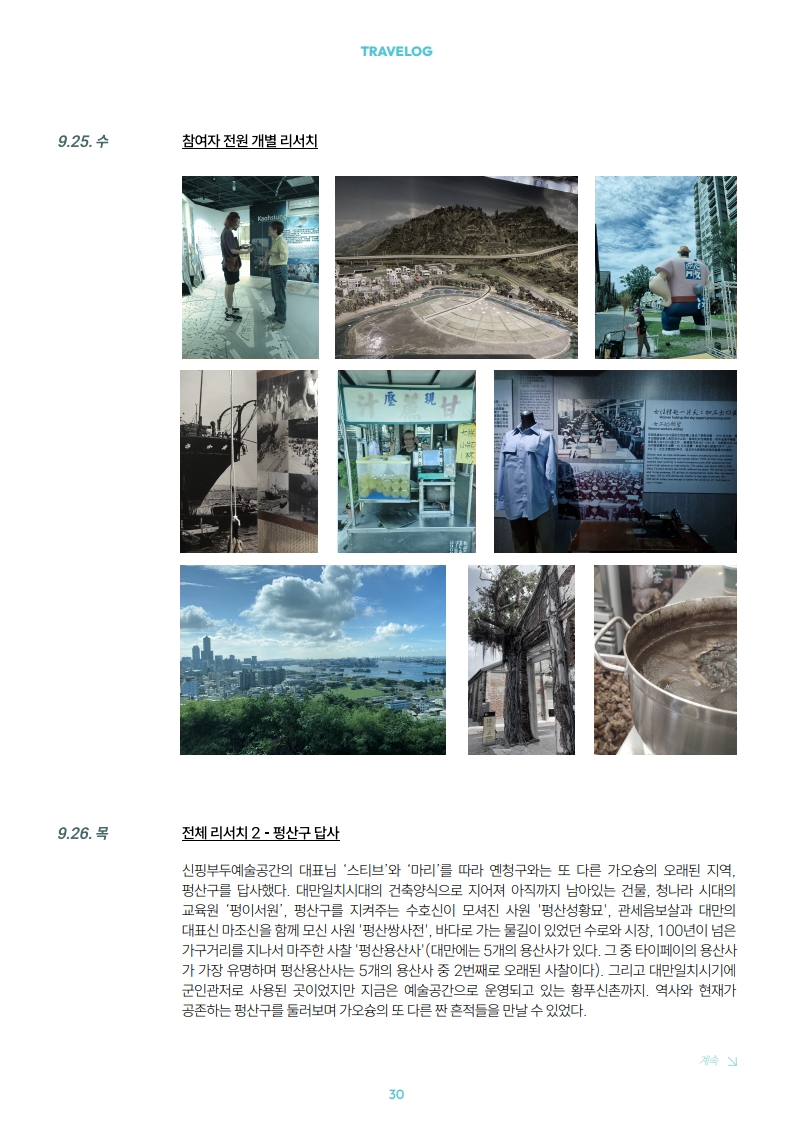 TRAVELOG
9.25. 수
참여자 전원 개별 리서치
Kaohsiung
甘蔗 現壓 汁
9.26. 목
전체 리서치 2 - 펑산구 답사
신핑부두예술공간의 대표님 ‘스티브’와 ‘마리’를 따라 옌청구와는 또 다른 가오슝의 오래된 지역,
펑산구를 답사했다. 대만일치시대의 건축양식으로 지어져 아직까지 남아있는 건물, 청나라 시대의
교육원 ‘펑이서원’, 펑산구를 지켜주는 수호신이 모셔진 사원 '펑산성황묘', 관세음보살과 대만의
대표신 마조신을 함께 모신 사원 '펑산쌍사전', 바다로 가는 물길이 있었던 수로와 시장, 100년이 넘은
가구거리를 지나서 마주한 사찰 '펑산용산사'(대만에는 5개의 용산사가 있다. 그 중 타이페이의 용산사
가 가장 유명하며 펑산용산사는 5개의 용산사 중 2번째로 오래된 사찰이다). 그리고 대만일치시기에
군인관저로 사용된 곳이었지만 지금은 예술공간으로 운영되고 있는 황푸신촌까지. 역사와 현재가
공존하는 펑산구를 둘러보며 가오슝의 또 다른 짠 흔적들을 만날 수 있었다.
계속
30